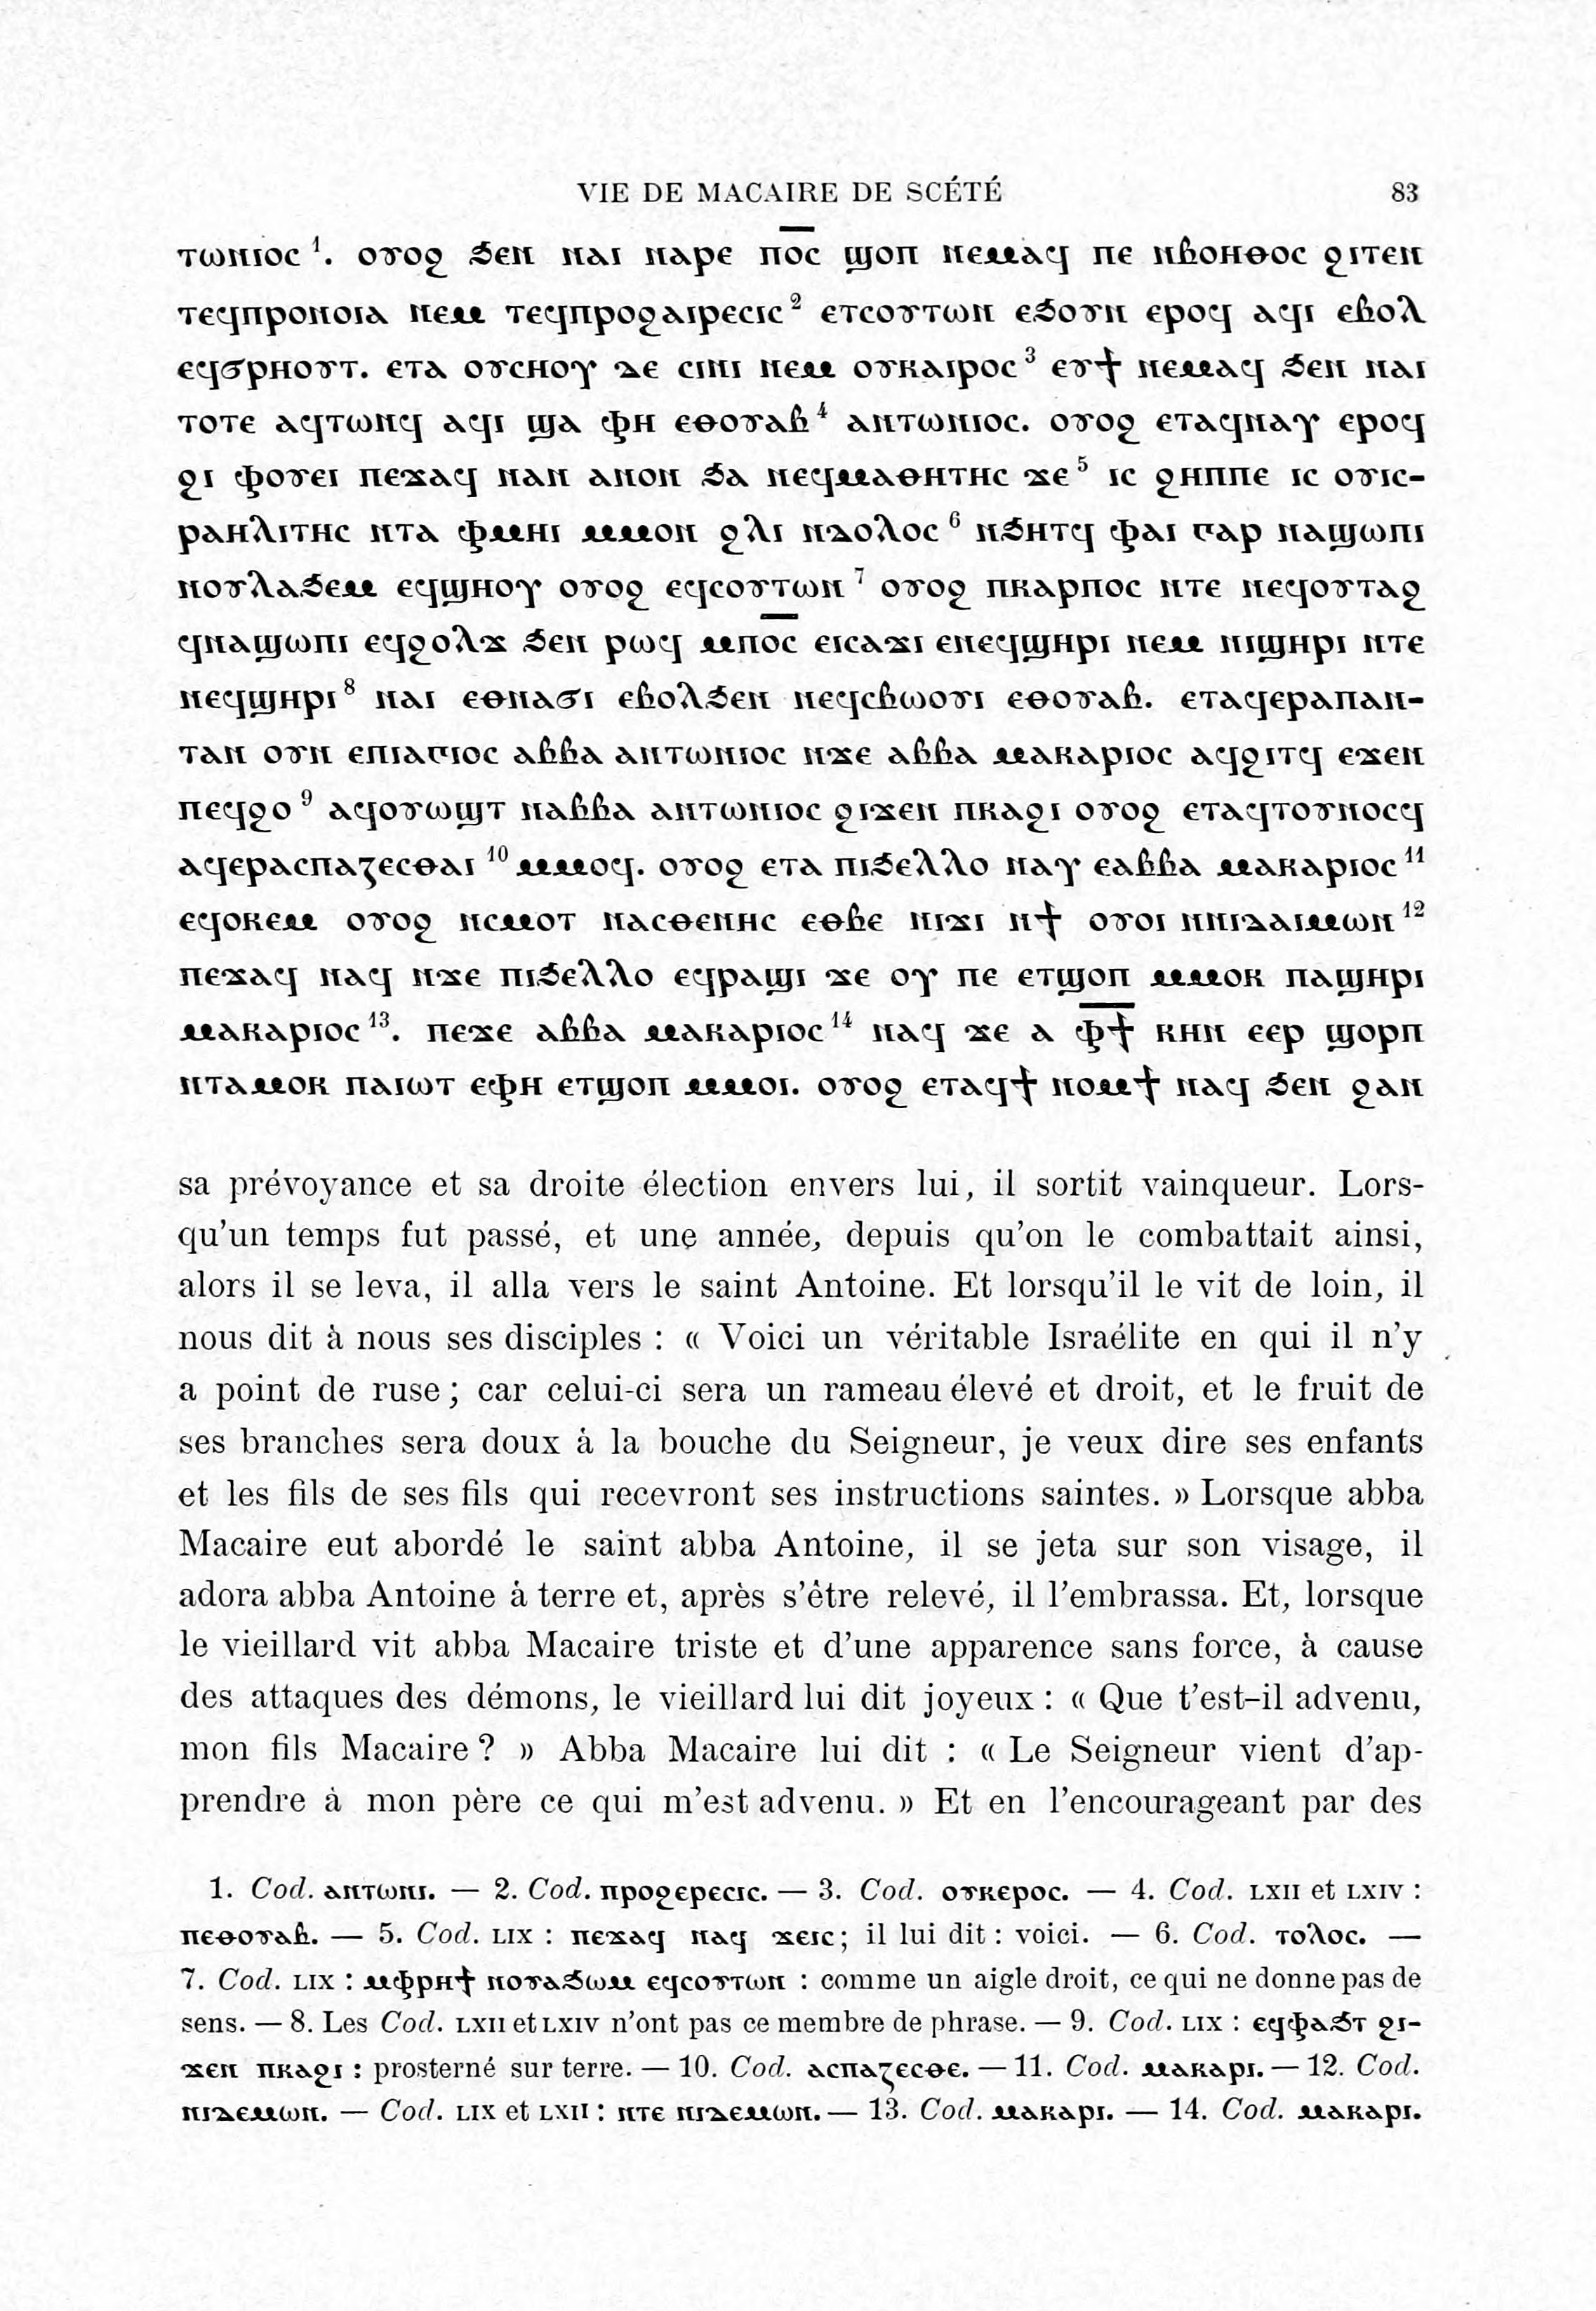 VIE DE MACAIRE DE SCÉTÉ 83
ⲧⲱⲛⲓⲟⲥ ¹. ⲟⲩⲟϩ ϧⲉⲛ ⲛⲁⲓ ⲛⲁⲣⲉ ⲡ̅ⲟ̅ⲥ̅ ϣⲟⲡ ⲛⲉⲙⲁϥ ⲡⲉ ⲛⲃⲟⲏⲑⲟⲥ ϩⲓⲧⲉⲛ
ⲧⲉϥⲡⲣⲟⲛⲟⲓⲁ ⲛⲉⲙ ⲧⲉϥⲡⲣⲟϩⲁⲓⲣⲉⲥⲓⲥ ² ⲉⲧⲥⲟⲩⲧⲱⲛ ⲉϧⲟⲩⲛ ⲉⲣⲟϥ ⲁϥⲓ ⲉⲃⲟⲗ
ⲉϥϭⲣⲏⲟⲩⲧ. ⲉⲧⲁ ⲟⲩⲥⲛⲟⲩ ⲇⲉ ⲥⲓⲛⲓ ⲛⲉⲙ ⲟⲩⲕⲁⲓⲣⲟⲥ ³ ⲉⲩϯ ⲛⲉⲙⲁϥ ϧⲉⲛ ⲛⲁⲓ
ⲧⲟⲧⲉ ⲁϥⲧⲱⲛϥ ⲁϥⲓ ϣⲁ ⲫⲏ ⲉⲑⲟⲩⲁⲃ ⁴ ⲁⲛⲧⲱⲛⲓⲟⲥ. ⲟⲩⲟϩ ⲉⲧⲁϥⲛⲁⲩ ⲉⲣⲟϥ
ϩⲓ ⲫⲟⲩⲉⲓ ⲡⲉϫⲁϥ ⲛⲁⲛ ⲁⲛⲟⲛ ϧⲁ ⲛⲉϥⲙⲁⲑⲏⲧⲏⲥ ϫⲉ ⁵ ⲓⲥ ϩⲏⲡⲡⲉ ⲓⲥ ⲟⲩⲓⲥ-
ⲣⲁⲏⲗⲓⲧⲏⲥ ⲛⲧⲁ ⲫⲙⲏⲓ ⲙⲙⲟⲛ ϩⲗⲓ ⲛⲇⲟⲗⲟⲥ ⁶ ⲛϧⲏⲧϥ ⲫⲁⲓ ⲅⲁⲣ ⲛⲁϣⲱⲡⲓ
ⲛⲟⲩⲗⲁϧⲉⲙ ⲉϥϣⲏⲟⲩ ⲟⲩⲟϩ ⲉϥⲥⲟⲩⲧⲱⲛ ⁷ ⲟⲩⲟϩ ⲡⲕⲁⲣⲡⲟⲥ ⲛⲧⲉ ⲛⲉϥⲟⲩⲧⲁϩ
ϥⲛⲁϣⲱⲡⲓ ⲉϥϩⲟⲗϫ ϧⲉⲛ ⲣⲱϥ ⲙⲡ̅ⲟ̅ⲥ̅ ⲉⲓⲥⲁϫⲓ ⲉⲛⲉϥϣⲏⲣⲓ ⲛⲉⲙ ⲛⲓϣⲏⲣⲓ ⲛⲧⲉ
ⲛⲉϥϣⲏⲣⲓ ⁸ ⲛⲁⲓ ⲉⲑⲛⲁϭⲓ ⲉⲃⲟⲗϧⲉⲛ ⲛⲉϥⲥⲃⲱⲟⲩⲓ ⲉⲑⲟⲩⲁⲃ. ⲉⲧⲁϥⲉⲣⲁⲡⲁⲛ-
ⲧⲁⲛ ⲟⲩⲛ ⲉⲡⲓⲁⲅⲓⲟⲥ ⲁⲃⲃⲁ ⲁⲛⲧⲱⲛⲓⲟⲥ ⲛϫⲉ ⲁⲃⲃⲁ ⲙⲁⲕⲁⲣⲓⲟⲥ ⲁϥϩⲓⲧϥ ⲉϫⲉⲛ
ⲡⲉϥϩⲟ ⁹ ⲁϥⲟⲩⲱϣⲧ ⲛⲁⲃⲃⲁ ⲁⲛⲧⲱⲛⲓⲟⲥ ϩⲓϫⲉⲛ ⲡⲕⲁϩⲓ ⲟⲩⲟϩ ⲉⲧⲁϥⲧⲟⲩⲛⲟⲥϥ
ⲁϥⲉⲣⲁⲥⲡⲁⲍⲉⲥⲑⲁⲓ ¹⁰ ⲙⲙⲟϥ. ⲟⲩⲟϩ ⲉⲧⲁ ⲡⲓϧⲉⲗⲗⲟ ⲛⲁⲩ ⲉⲁⲃⲃⲁ ⲙⲁⲕⲁⲣⲓⲟⲥ ¹¹
ⲉϥⲟⲕⲉⲙ ⲟⲩⲟϩ ⲛⲥⲙⲟⲧ ⲛⲁⲥⲑⲉⲛⲏⲥ ⲉⲑⲃⲉ ⲛⲓϫⲓ ⲛϯ ⲟⲩⲟⲓ ⲛⲛⲓⲇⲁⲓⲙⲱⲛ ¹²
ⲡⲉϫⲁϥ ⲛⲁϥ ⲛϫⲉ ⲡⲓϧⲉⲗⲗⲟ ⲉϥⲣⲁϣⲓ ϫⲉ ⲟⲩ ⲡⲉ ⲉⲧϣⲟⲡ ⲙⲙⲟⲕ ⲡⲁϣⲏⲣⲓ
ⲙⲁⲕⲁⲣⲓⲟⲥ ¹³. ⲡⲉϫⲉ ⲁⲃⲃⲁ ⲙⲁⲕⲁⲣⲓⲟⲥ ¹⁴ ⲛⲁϥ ϫⲉ ⲁ ⲫ̅ϯ̅ ⲕⲏⲛ ⲉⲉⲣ ϣⲟⲣⲡ
ⲛⲧⲁⲙⲟⲕ ⲡⲁⲓⲱⲧ ⲉⲫⲏ ⲉⲧϣⲟⲡ ⲙⲙⲟⲓ. ⲟⲩⲟϩ ⲉⲧⲁϥϯ ⲛⲟⲙϯ ⲛⲁϥ ϧⲉⲛ ϩⲁⲛ
sa prévoyance et sa droite élection envers lui, il sortit vainqueur. Lors-
qu'un temps fut passé, et une année, depuis qu'on le combattait ainsi,
alors il se leva, il alla vers le saint Antoine. Et lorsqu'il le vit de loin, il
nous dit à nous ses disciples : « Voici un véritable Israélite en qui il n'y
a point de ruse ; car celui-ci sera un rameau élevé et droit, et le fruit de
ses branches sera doux à la bouche du Seigneur, je veux dire ses enfants
et les fils de ses fils qui recevront ses instructions saintes. » Lorsque abba
Macaire eut abordé le saint abba Antoine, il se jeta sur son visage, il
adora abba Antoine à terre et, après s'être relevé, il l'embrassa. Et, lorsque
le vieillard vit abba Macaire triste et d'une apparence sans force, à cause
des attaques des démons, le vieillard lui dit joyeux : « Que t'est-il advenu,
mon fils Macaire ? » Abba Macaire lui dit : « Le Seigneur vient d'ap-
prendre à mon père ce qui m'est advenu. » Et en l'encourageant par des
1. Cod. ⲁⲛⲧⲱⲛⲓ. — 2. Cod. ⲡⲣⲟϩⲉⲣⲉⲥⲓⲥ. — 3. Cod. ⲟⲩⲕⲉⲣⲟⲥ. — 4. Cod. LXII et LXIV :
ⲡⲉⲑⲟⲩⲁⲃ. — 5. Cod. LIX : ⲡⲉϫⲁϥ ⲛⲁϥ ϫⲉⲓⲥ ; il lui dit : voici. — 6. Cod. ⲧⲟⲗⲟⲥ. —
7. Cod. LIX : ⲙⲫⲣⲏϯ ⲛⲟⲩⲁϧⲱⲙ ⲉϥⲥⲟⲩⲧⲱⲛ : comme un aigle droit, ce qui ne donne pas de
sens. — 8. Les Cod. LXII et LXIV n'ont pas ce membre de phrase. — 9. Cod. LIX : ⲉϥⲫⲁϧⲧ ϩⲓ-
ϫⲉⲛ ⲡⲕⲁϩⲓ : prosterné sur terre. — 10. Cod. ⲁⲥⲡⲁⲍⲉⲥⲑⲉ. — 11. Cod. ⲙⲁⲕⲁⲣⲓ. — 12. Cod.
ⲛⲓⲇⲉⲙⲱⲛ. — Cod. LIX et LXII : ⲛⲧⲉ ⲛⲓⲇⲉⲙⲱⲛ. — 13. Cod. ⲙⲁⲕⲁⲣⲓ. — 14. Cod. ⲙⲁⲕⲁⲣⲓ.